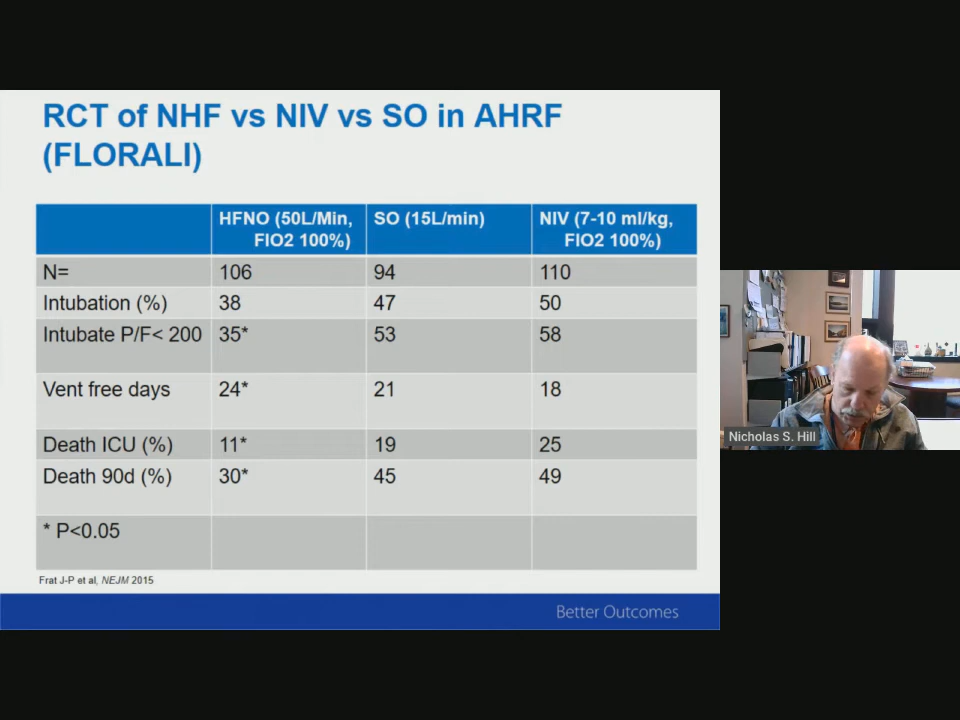 RCT of NHF vs NIV vs SO in AHRF
(FLORALI)
HFNO (50L/Min, FIO2 100%) SO (15L/min) NIV (7-10 ml/kg, FIO2 100%)
N= 106 94 110
Intubation (%) 38 47 50
Intubate P/F< 200 35* 53 58
Vent free days 24* 21 18
Death ICU (%) 11* 19 25
Death 90d (%) 30* 45 49
* P<0.05
Frat J-P et al, NEJM 2015
Better Outcomes
Nicholas S. Hill